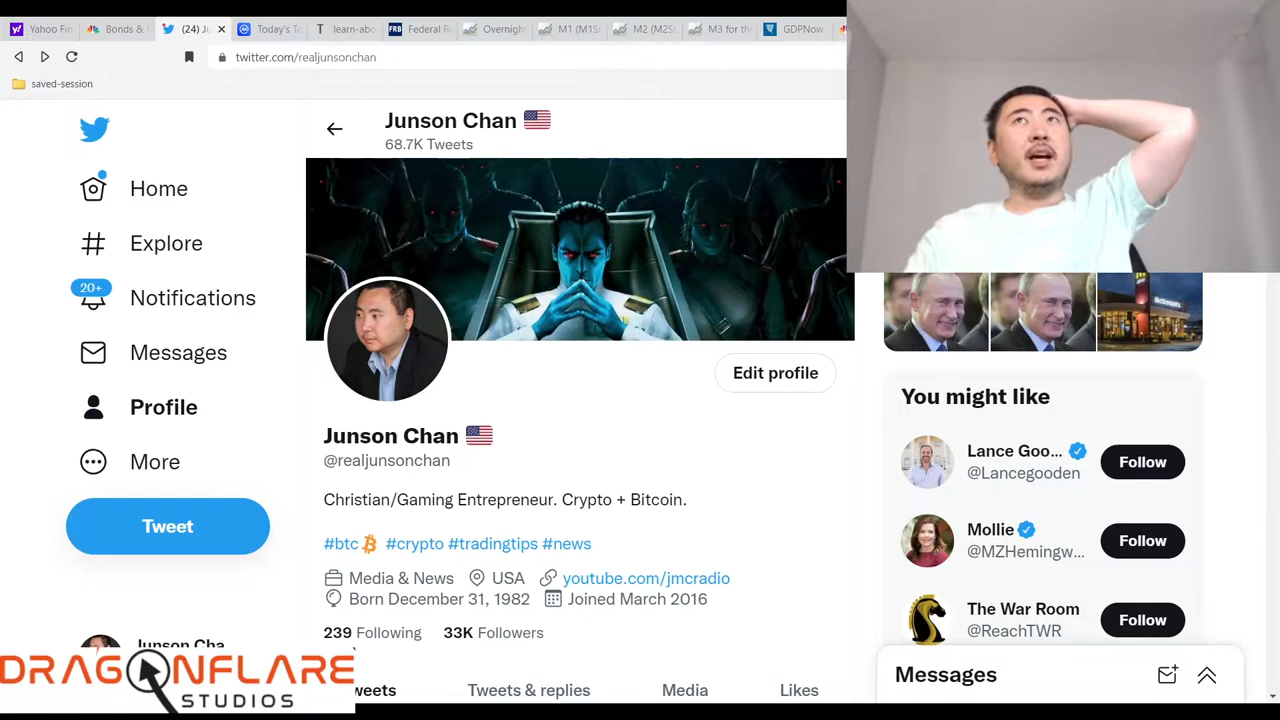 Yahoo Fin
Bonds &
(24) Ju
Today's To
learn-abo
FRB
Federal R
Overnigh
M1 (M1S
M2 (M2S
M3 for th
GDPNow
twitter.com/realjunsonchan
saved-session
Junson Chan
68.7K Tweets
Home
Explore
20+
Notifications
Messages
Profile
More
Tweet
Junson Cha
McDonald's
Edit profile
Junson Chan
@realjunsonchan
Christian/Gaming Entrepreneur. Crypto + Bitcoin.
#btc #crypto #tradingtips #news
Media & News USA youtube.com/jmcradio
Born December 31, 1982 Joined March 2016
239 Following 33K Followers
weets Tweets & replies Media Likes
You might like
Lance Goo...
@Lancegooden
Follow
Mollie
@MZHemingw...
Follow
The War Room
@ReachTWR
Follow
Messages
DRAGONFLARE
STUDIOS